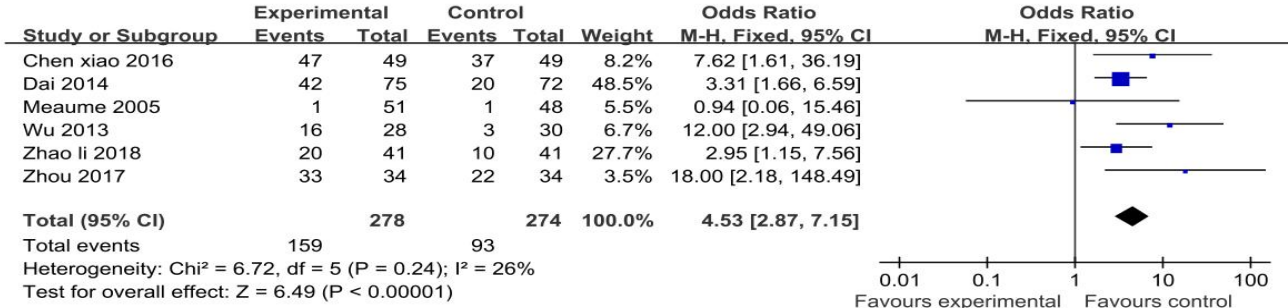 Experimental Control Odds Ratio Odds Ratio
Study or Subgroup Events Total Events Total Weight M-H, Fixed, 95% CI M-H, Fixed, 95% CI
Chen xiao 2016 47 49 37 49 8.2% 7.62 [1.61, 36.19]
Dai 2014 42 75 20 72 48.5% 3.31 [1.66, 6.59]
Meaume 2005 1 51 1 48 5.5% 0.94 [0.06, 15.46]
Wu 2013 16 28 3 30 6.7% 12.00 [2.94, 49.06]
Zhao li 2018 20 41 10 41 27.7% 2.95 [1.15, 7.56]
Zhou 2017 33 34 22 34 3.5% 18.00 [2.18, 148.49]
Total (95% CI) 278 274 100.0% 4.53 [2.87, 7.15]
Total events 159 93
Heterogeneity: Chi² = 6.72, df = 5 (P = 0.24); I² = 26%
Test for overall effect: Z = 6.49 (P < 0.00001)
0.01 0.1 1 10 100
Favours experimental Favours control